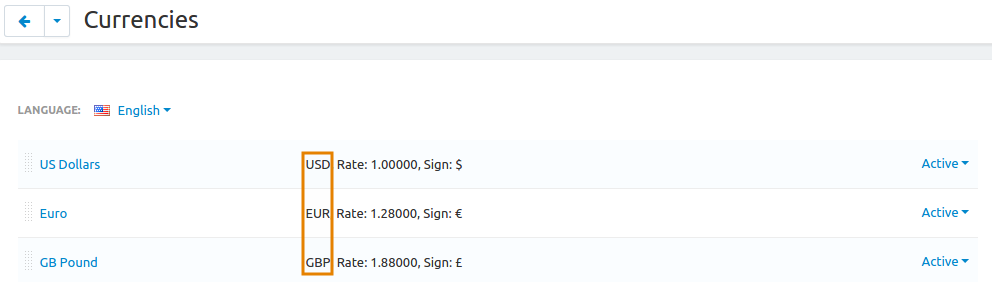 Currencies
LANGUAGE: English
US Dollars USD Rate: 1.00000, Sign: $ Active
Euro EUR Rate: 1.28000, Sign: € Active
GB Pound GBP Rate: 1.88000, Sign: £ Active